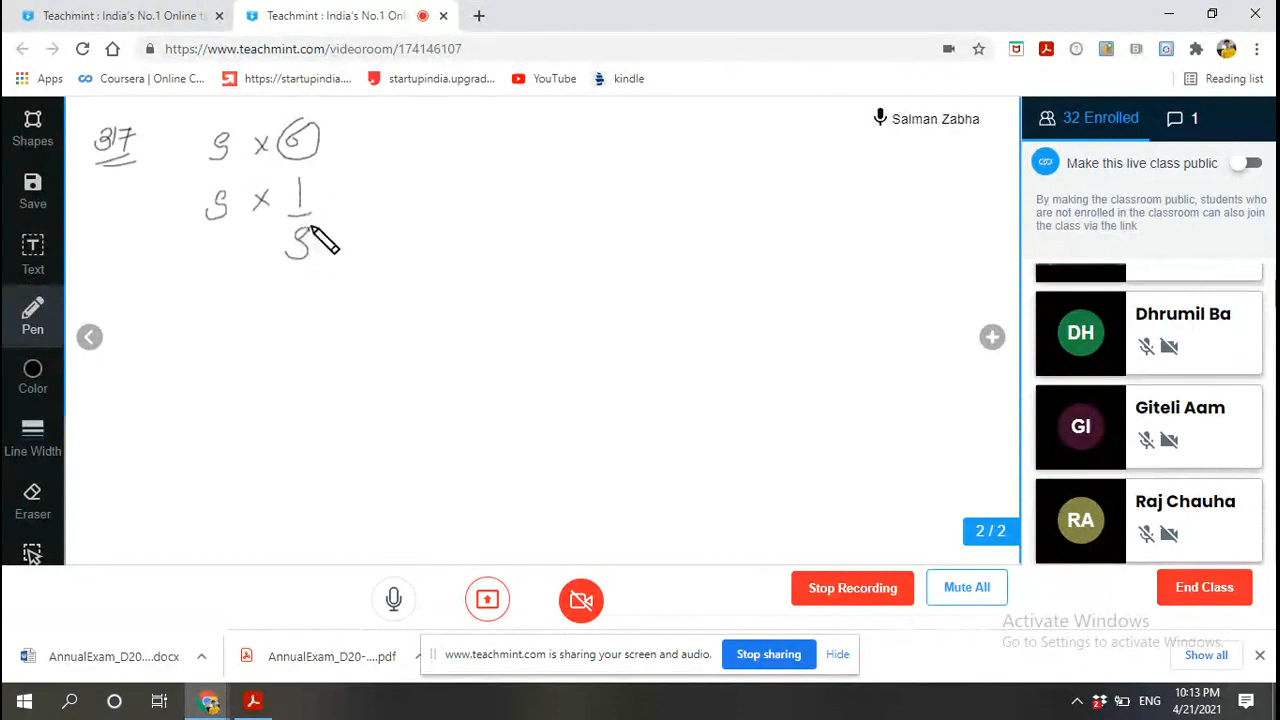 Teachmint : India's No.1 Online t
Teachmint : India's No.1 Onl
https://www.teachmint.com/videoroom/174146107
Apps
Coursera | Online C...
https://startupindia....
startupindia.upgrad...
YouTube
kindle
Reading list
Shapes
Save
Text
Pen
Color
Line Width
Eraser
317
g × σ
g × 1
g
Salman Zabha
2 / 2
32 Enrolled
1
Make this live class public
By making the classroom public, students who
are not enrolled in the classroom can also join
the class via the link
DH
Dhrumil Ba
GI
Giteli Aam
RA
Raj Chauha
Stop Recording
Mute All
End Class
Activate Windows
Go to Settings to activate Windows.
AnnualExam_D20....docx
AnnualExam_D20-....pdf
www.teachmint.com is sharing your screen and audio.
Stop sharing
Hide
Show all
ENG
10:13 PM
4/21/2021